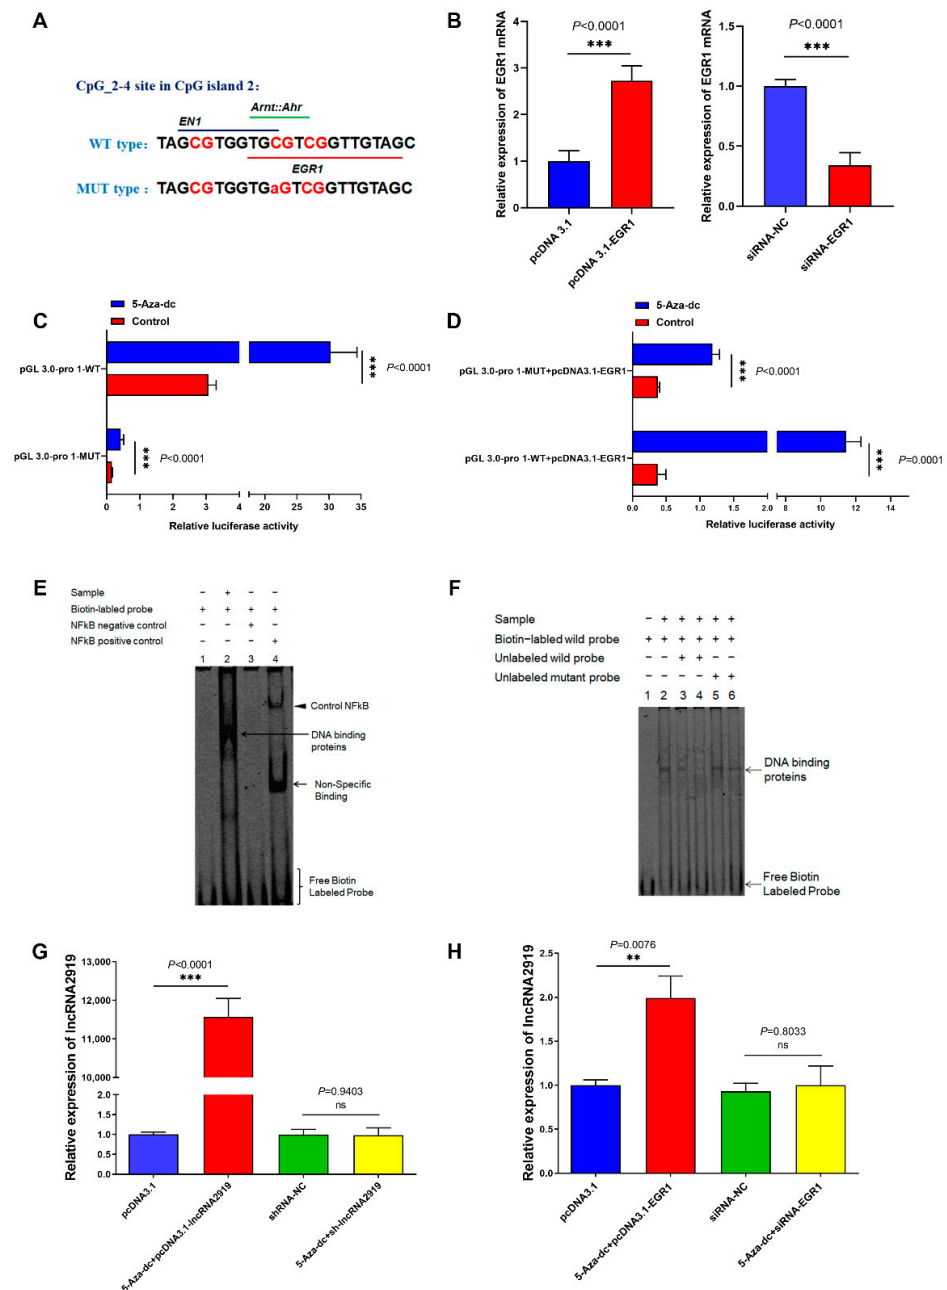 A
CpG_2-4 site in CpG island 2:
Arnt::Ahr
EN1
WT type: TAGCGTGGTGCGTCGGTTGTAGC
EGR1
MUT type : TAGCGTGGTGaGTCGGTTGTAGC
B
Relative expression of EGR1 mRNA
4
3
2
1
0
P<0.0001
***
pcDNA 3.1
pcDNA 3.1-EGR1
Relative expression of EGR1 mRNA
1.5
1.0
0.5
0.0
P<0.0001
***
siRNA-NC
siRNA-EGR1
C
5-Aza-dc
Control
pGL 3.0-pro 1-WT
*** P<0.0001
pGL 3.0-pro 1-MUT
*** P<0.0001
0 1 2 3 4 20 25 30 35
Relative luciferase activity
D
5-Aza-dc
Control
pGL 3.0-pro 1-MUT+pcDNA3.1-EGR1
*** P<0.0001
pGL 3.0-pro 1-WT+pcDNA3.1-EGR1
*** P=0.0001
0.0 0.5 1.0 1.5 2.0 8 10 12 14
Relative luciferase activity
E
Sample − + − −
Biotin-labled probe + + + +
NFkB negative control − − + −
NFkB positive control − − − +
1 2 3 4
Control NFkB
DNA binding
proteins
Non-Specific
Binding
Free Biotin
Labeled Probe
F
Sample − + + + + +
Biotin−labled wild probe + + + + + +
Unlabeled wild probe − − + + − −
Unlabeled mutant probe − − − − + +
1 2 3 4 5 6
DNA binding
proteins
Free Biotin
Labeled Probe
G
Relative expression of lncRNA2919
13,000
12,000
11,000
10,000
2.0
1.5
1.0
0.5
0.0
P<0.0001
***
P=0.9403
ns
pcDNA3.1
5-Aza-dc+pcDNA3.1-lncRNA2919
shRNA-NC
5-Aza-dc+sh-lncRNA2919
H
Relative expression of lncRNA2919
2.5
2.0
1.5
1.0
0.5
0.0
P=0.0076
**
P=0.8033
ns
pcDNA3.1
5-Aza-dc+pcDNA3.1-EGR1
siRNA-NC
5-Aza-dc+siRNA-EGR1